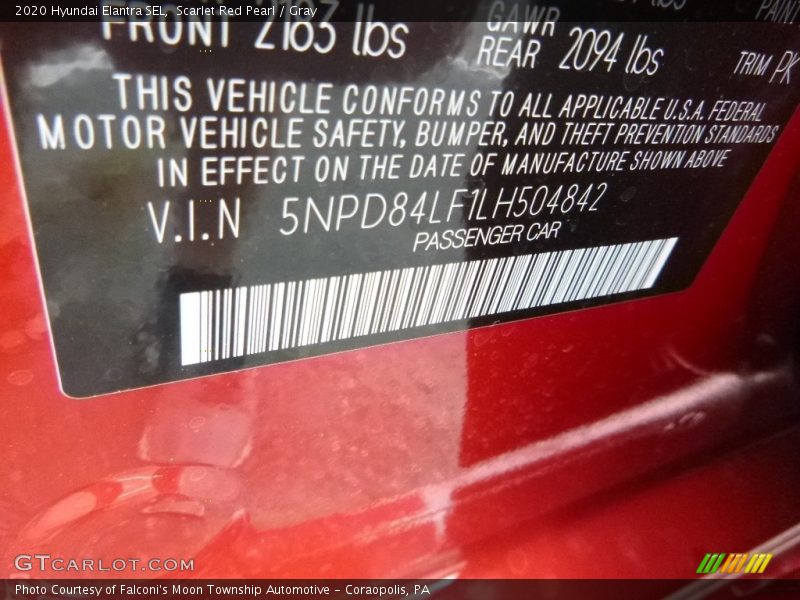 2020 Hyundai Elantra SEL, Scarlet Red Pearl / Gray
FRONT 2183 lbs
GAWR
REAR 2094 lbs
PAINT
TRIM PK
THIS VEHICLE CONFORMS TO ALL APPLICABLE U.S.A. FEDERAL
MOTOR VEHICLE SAFETY, BUMPER, AND THEFT PREVENTION STANDARDS
IN EFFECT ON THE DATE OF MANUFACTURE SHOWN ABOVE
V.I.N 5NPD84LF1LH504842
PASSENGER CAR
GTCARLOT.COM
Photo Courtesy of Falconi's Moon Township Automotive - Coraopolis, PA